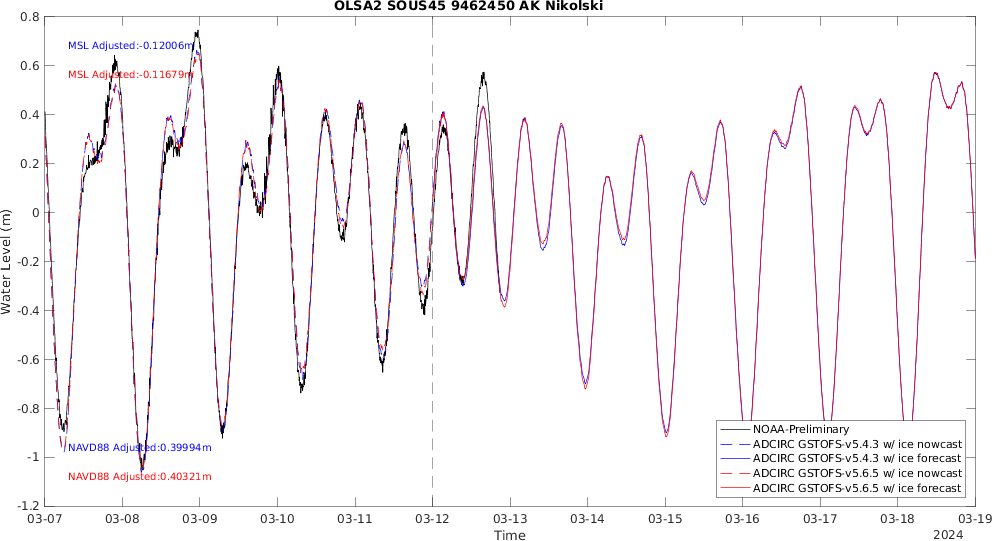 OLSA2 SOUS45 9462450 AK Nikolski
0.8
0.6
0.4
0.2
0
-0.2
-0.4
-0.6
-0.8
-1
-1.2
Water Level (m)
MSL Adjusted:-0.12006m
MSL Adjusted:-0.11679m
NAVD88 Adjusted:0.39994m
NAVD88 Adjusted:0.40321m
NOAA-Preliminary
ADCIRC GSTOFS-v5.4.3 w/ ice nowcast
ADCIRC GSTOFS-v5.4.3 w/ ice forecast
ADCIRC GSTOFS-v5.6.5 w/ ice nowcast
ADCIRC GSTOFS-v5.6.5 w/ ice forecast
03-07 03-08 03-09 03-10 03-11 03-12 03-13 03-14 03-15 03-16 03-17 03-18 03-19
Time
2024